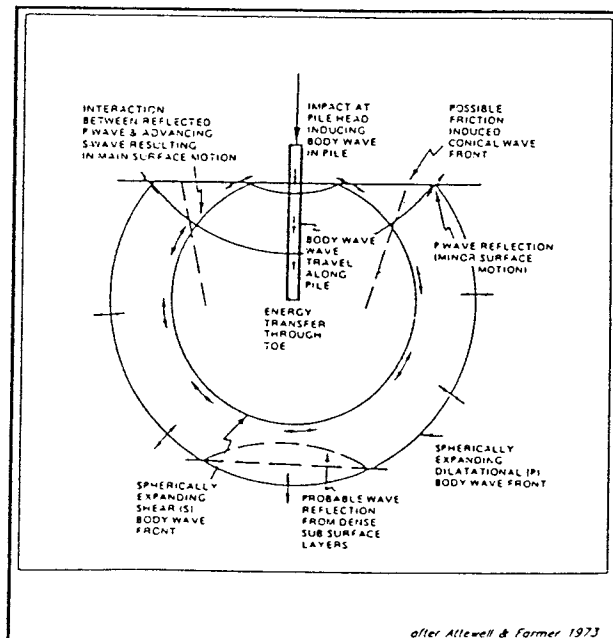 INTERACTION
BETWEEN REFLECTED
P WAVE & ADVANCING
S WAVE RESULTING
IN MAIN SURFACE MOTION
IMPACT AT
PILE HEAD
INDUCING
BODY WAVE
IN PILE
POSSIBLE
FRICTION
INDUCED
CONICAL WAVE
FRONT
BODY WAVE
WAVE
TRAVEL
ALONG
PILE
P WAVE REFLECTION
(MINOR SURFACE
MOTION)
ENERGY
TRANSFER
THROUGH
TOE
SPHERICALLY
EXPANDING
SHEAR (S)
BODY WAVE
FRONT
PROBABLE WAVE
REFLECTION
FROM DENSE
SUB SURFACE
LAYERS
SPHERICALLY
EXPANDING
DILATATIONAL (P)
BODY WAVE FRONT
after Attewell & Farmer 1973